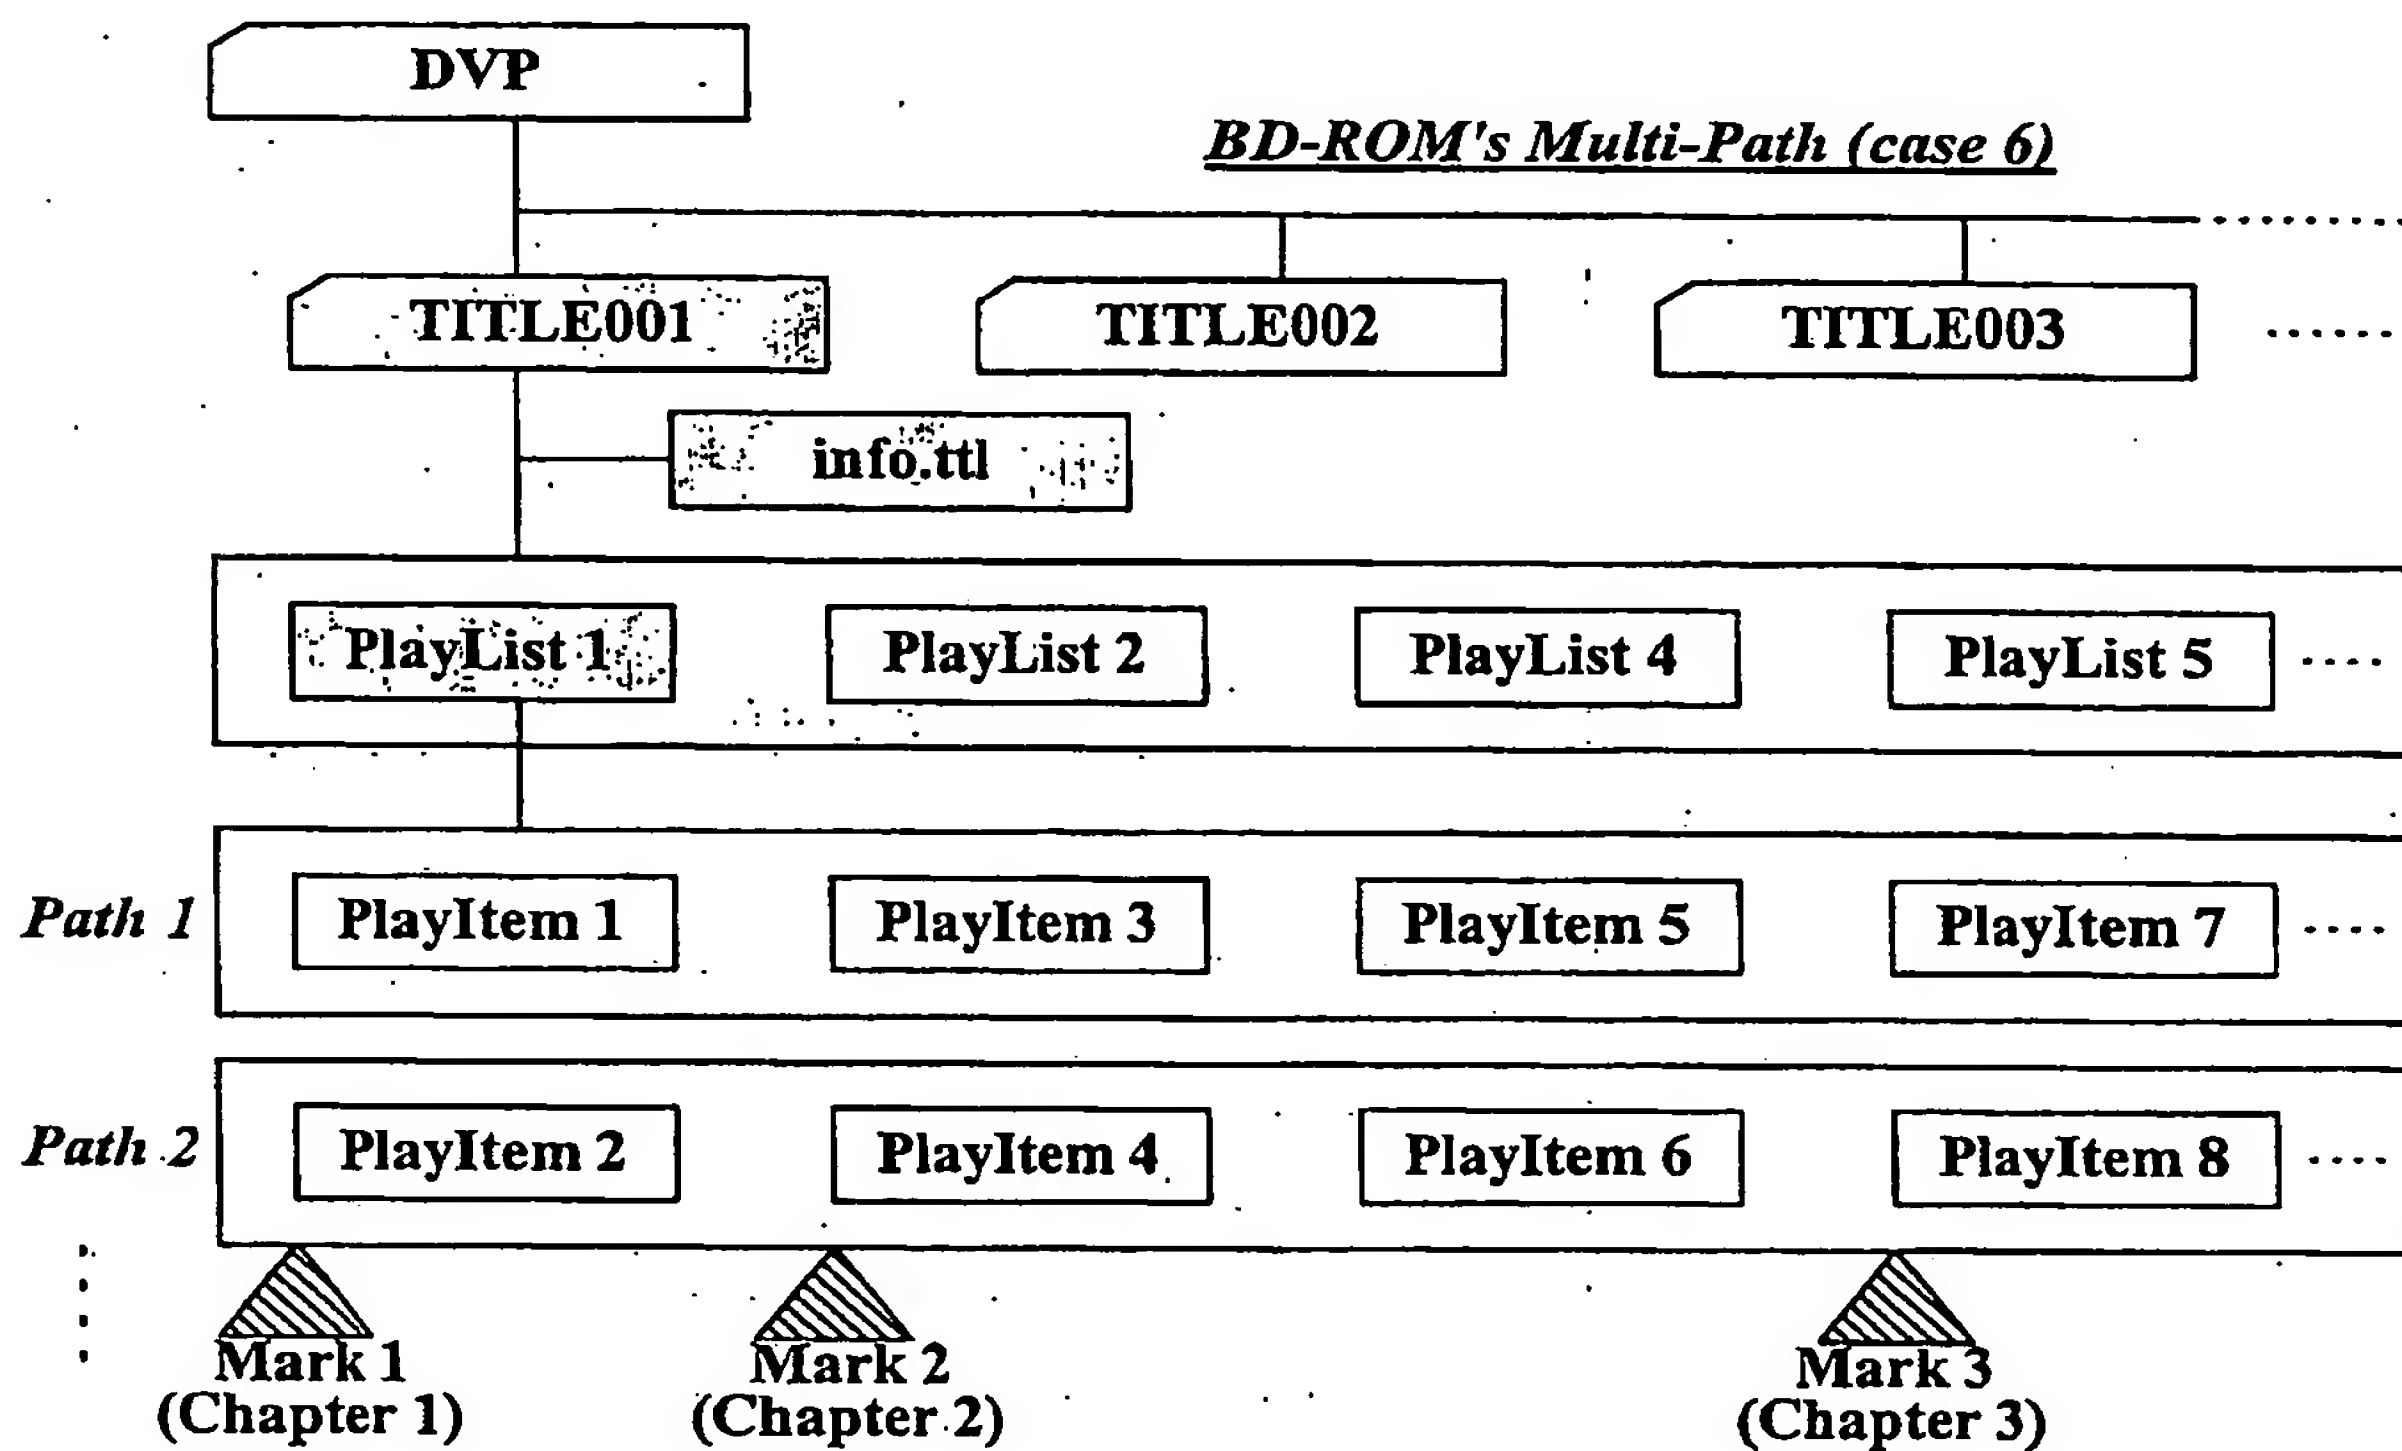 DVP
BD-ROM's Multi-Path (case 6)
TITLE001
TITLE002
TITLE003
info.ttl
PlayList 1
PlayList 2
PlayList 4
PlayList 5
Path 1
PlayItem 1
PlayItem 3
PlayItem 5
PlayItem 7
Path 2
PlayItem 2
PlayItem 4
PlayItem 6
PlayItem 8
Mark 1
(Chapter 1)
Mark 2
(Chapter 2)
Mark 3
(Chapter 3)